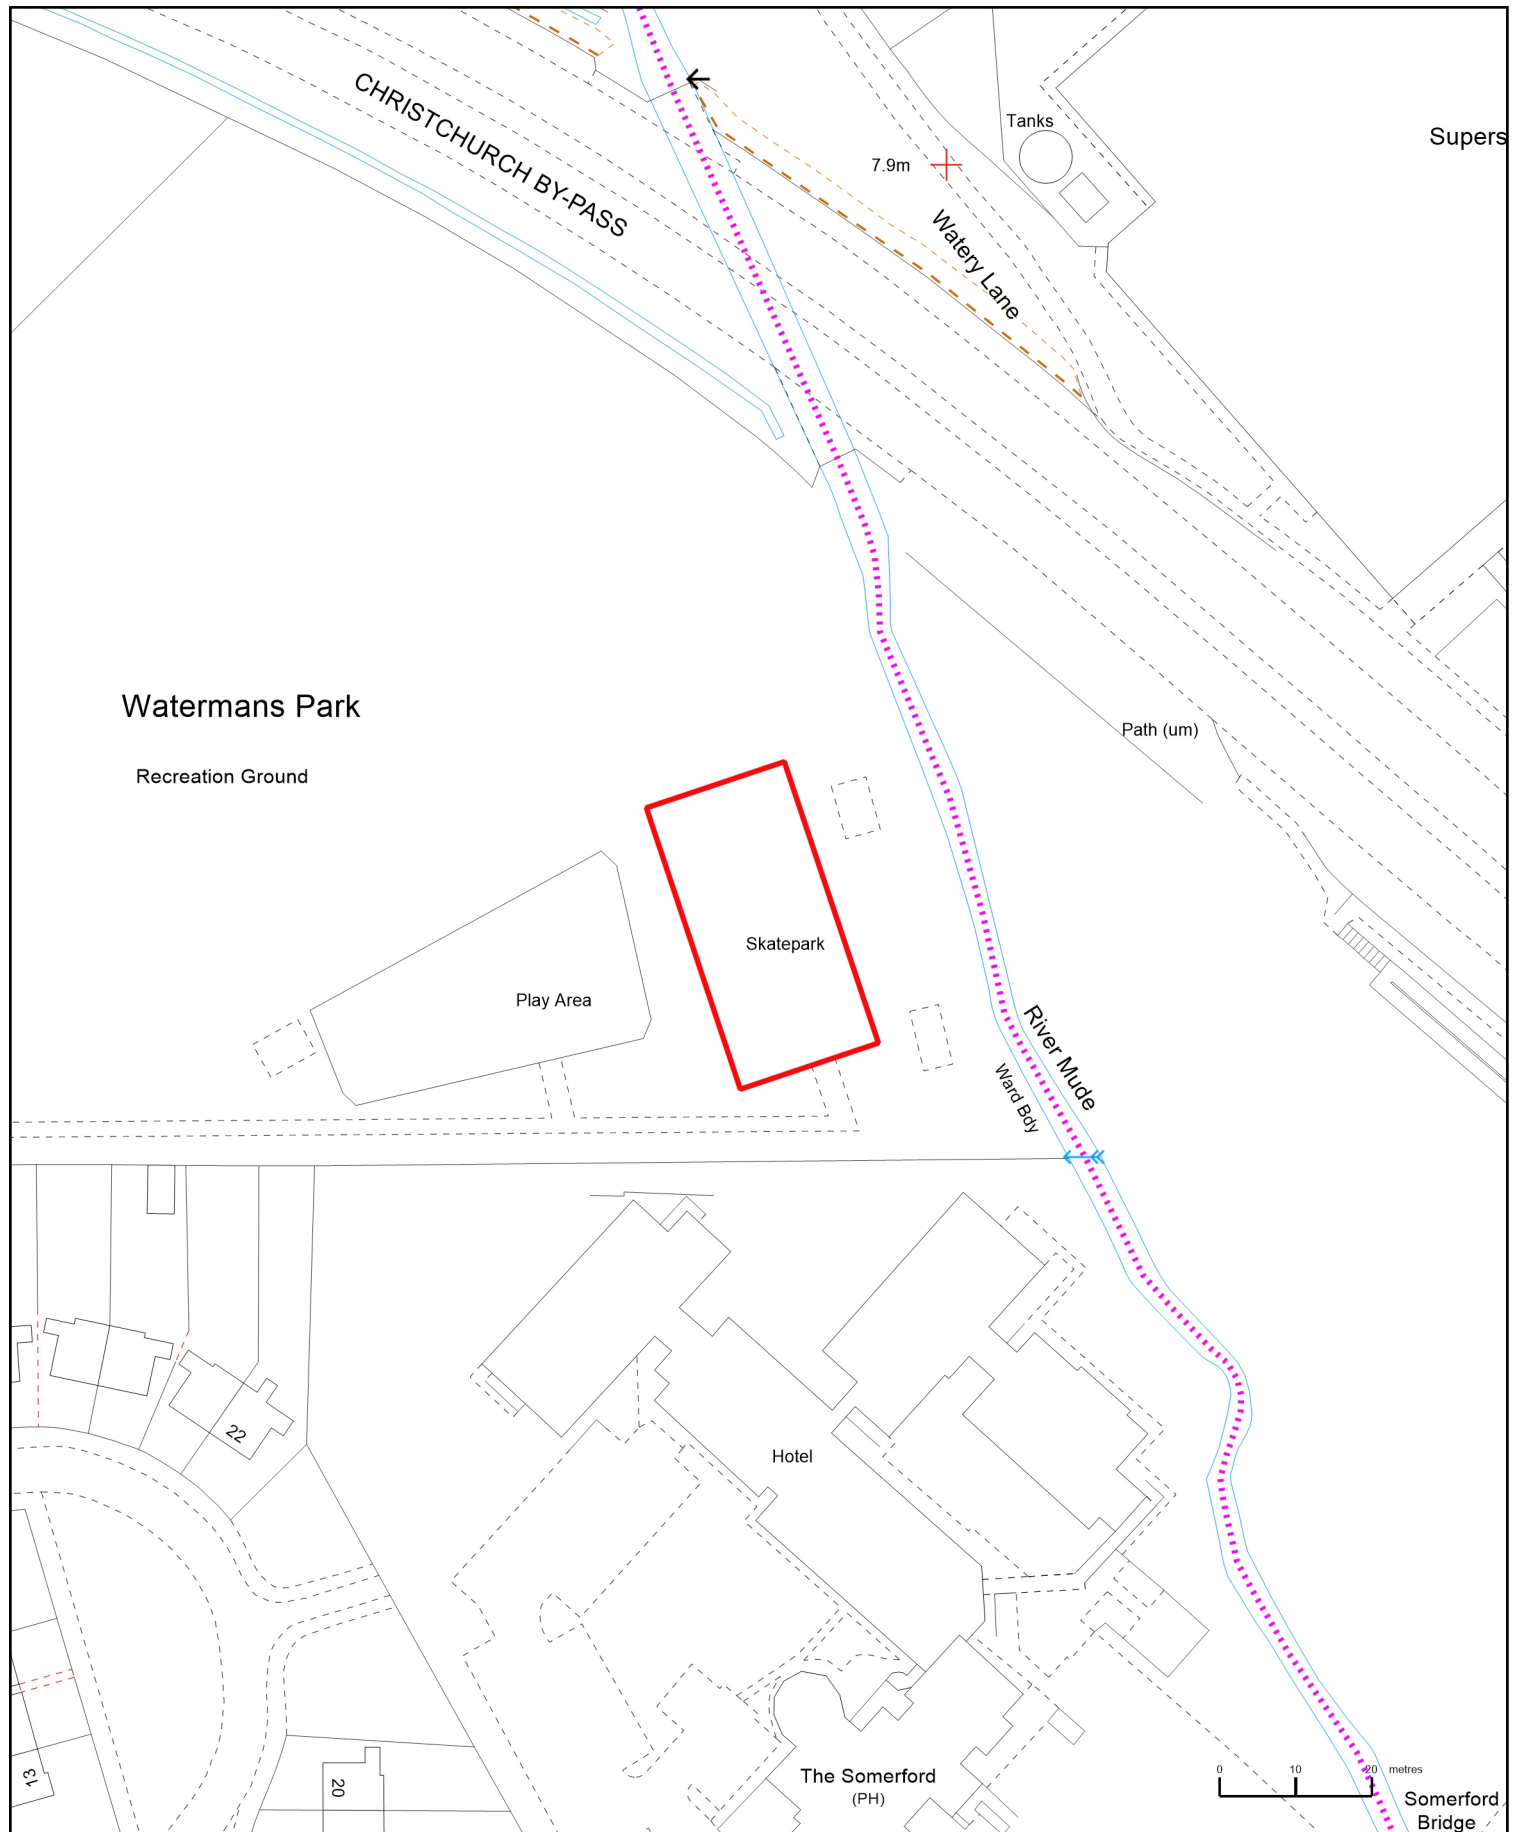 CHRISTCHURCH BY-PASS
Tanks
Supers
7.9m
Watery Lane
Watermans Park
Path (um)
Recreation Ground
Skatepark
Play Area
River Mude
Ward Bdy
22
Hotel
13
20
The Somerford
(PH)
0 10 20 metres
Somerford
Bridge